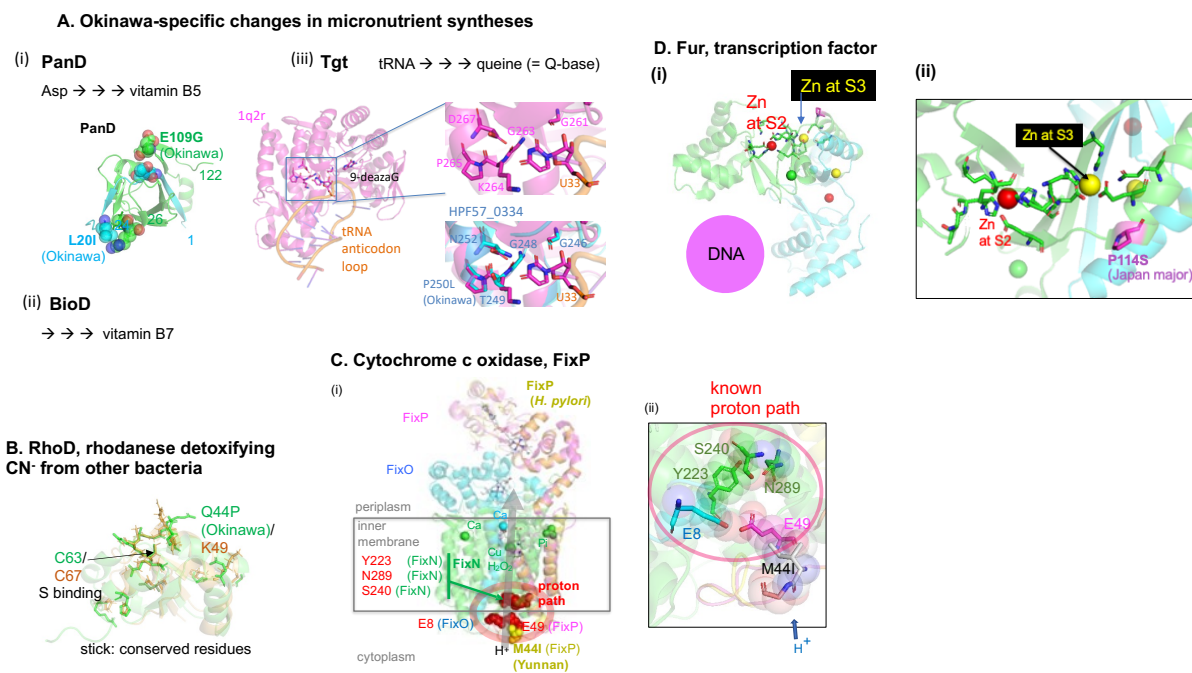 A. Okinawa-specific changes in micronutrient syntheses
(i) PanD
Asp → → → vitamin B5
PanD
E109G
(Okinawa)
122
26
1
L20I
(Okinawa)
(ii) BioD
→ → → vitamin B7
(iii) Tgt
tRNA → → → queine (= Q-base)
1q2r
9-deazaG
tRNA
anticodon
loop
D267
G263
G261
P265
K264
U33
HPF57_0334
N252
G248
G246
P250L
(Okinawa)
T249
U33
B. RhoD, rhodanese detoxifying
CN- from other bacteria
Q44P
(Okinawa)/
K49
C63/
C67
S binding
stick: conserved residues
C. Cytochrome c oxidase, FixP
(i)
FixP
(H. pylori)
FixP
FixO
periplasm
inner
membrane
Ca
Ca
Cu
H2O2
Pi
Y223 (FixN)
N289 (FixN)
S240 (FixN)
FixN
proton
path
E8 (FixO)
E49 (FixP)
H+
M44I (FixP)
(Yunnan)
cytoplasm
(ii)
known
proton path
S240
Y223
N289
E8
E49
M44I
H+
D. Fur, transcription factor
(i)
Zn
at S2
Zn at S3
DNA
(ii)
Zn at S3
Zn
at S2
P114S
(Japan major)